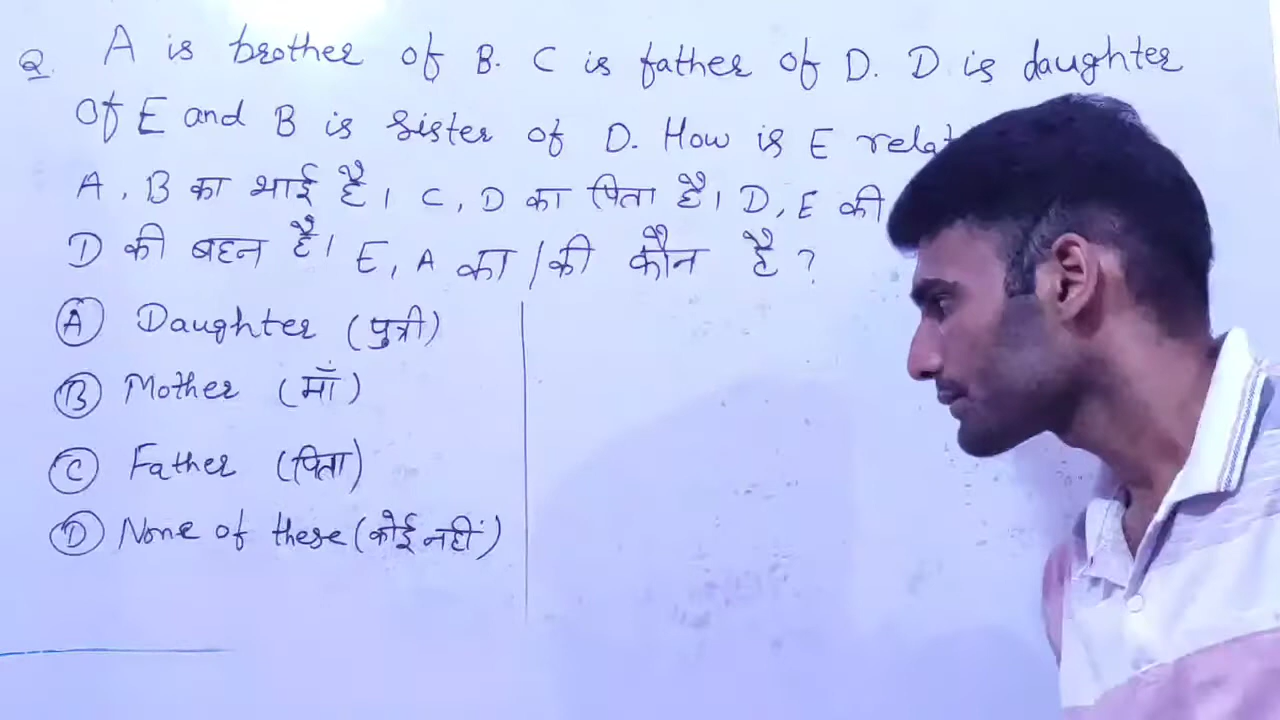 Q. A is brother of B. C is father of D. D is daughter
of E and B is sister of D. How is E
A, B का भाई है। C, D का पिता है। D, E की
D की बहन है। E, A का/की कौन है ?
(A) Daughter (पुत्री)
(B) Mother (माँ)
(C) Father (पिता)
(D) None of these (कोई नहीं)